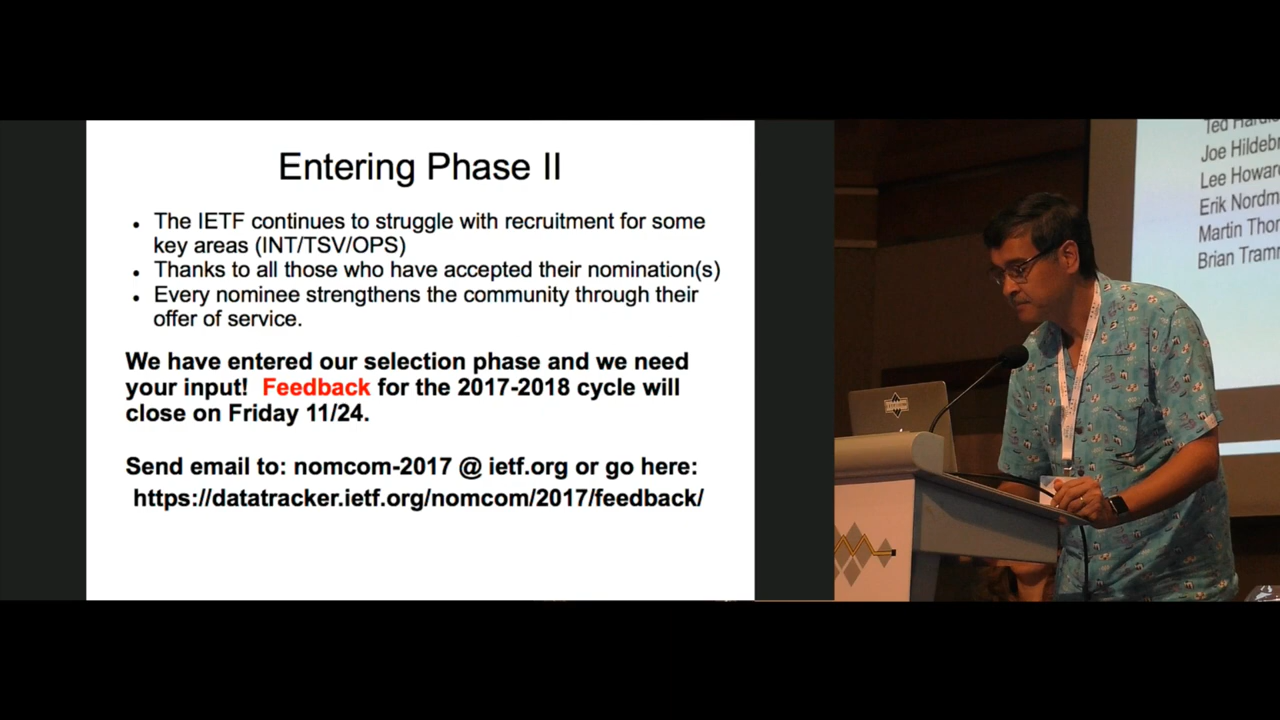 Entering Phase II
• The IETF continues to struggle with recruitment for some
key areas (INT/TSV/OPS)
• Thanks to all those who have accepted their nomination(s)
• Every nominee strengthens the community through their
offer of service.
We have entered our selection phase and we need
your input! Feedback for the 2017-2018 cycle will
close on Friday 11/24.
Send email to: nomcom-2017 @ ietf.org or go here:
https://datatracker.ietf.org/nomcom/2017/feedback/
Ted
Joe Hildebr
Lee Howar
Erik Nordm
Martin Tho
Brian Tram